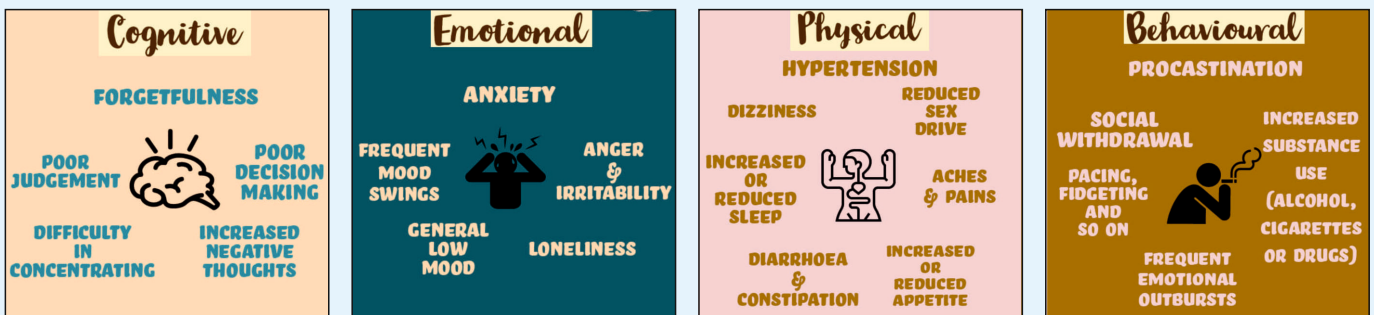 Cognitive
FORGETFULNESS
POOR
JUDGEMENT
POOR
DECISION
MAKING
DIFFICULTY
IN
CONCENTRATING
INCREASED
NEGATIVE
THOUGHTS
Emotional
ANXIETY
FREQUENT
MOOD
SWINGS
ANGER
&
IRRITABILITY
GENERAL
LOW
MOOD
LONELINESS
Physical
HYPERTENSION
DIZZINESS
REDUCED
SEX
DRIVE
INCREASED
OR
REDUCED
SLEEP
ACHES
& PAINS
DIARRHOEA
&
CONSTIPATION
INCREASED
OR
REDUCED
APPETITE
Behavioural
PROCASTINATION
SOCIAL
WITHDRAWAL
INCREASED
SUBSTANCE
USE
(ALCOHOL,
CIGARETTES
OR DRUGS)
PACING,
FIDGETING
AND
SO ON
FREQUENT
EMOTIONAL
OUTBURSTS